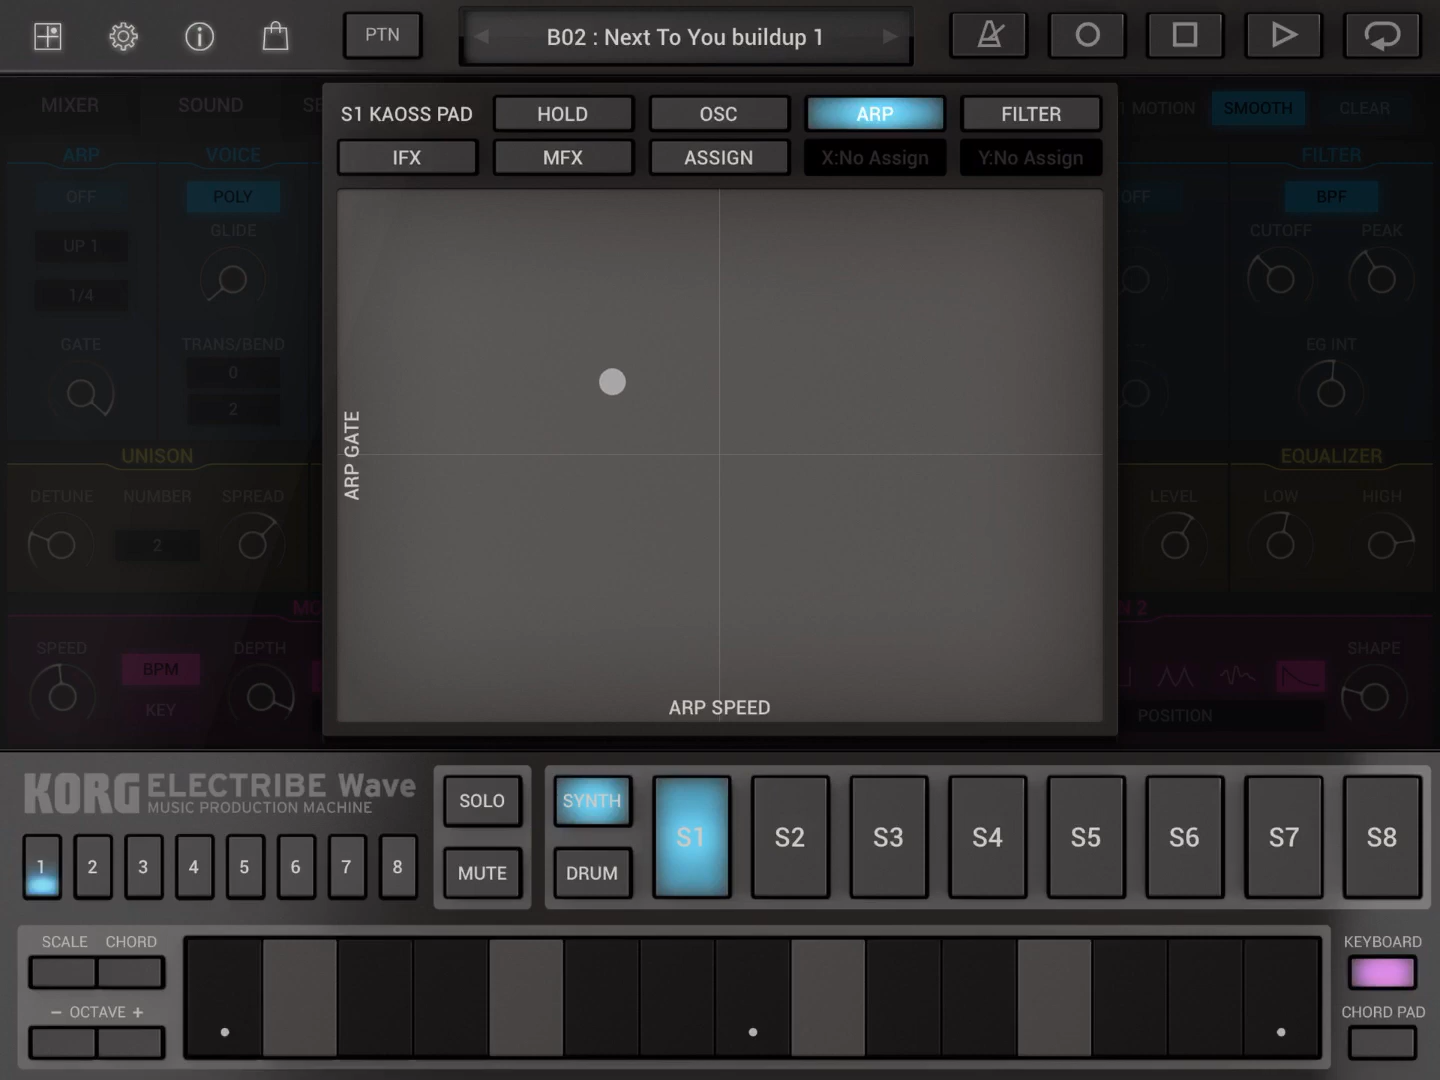 PTN
B02 : Next To You buildup 1
MIXER
SOUND
SE
S1 KAOSS PAD
HOLD
OSC
ARP
FILTER
IFX
MFX
ASSIGN
X:No Assign
Y:No Assign
MOTION
SMOOTH
CLEAR
ARP
VOICE
FILTER
OFF
POLY
OFF
BPF
UP 1
GLIDE
CUTOFF
PEAK
1/4
GATE
TRANS/BEND
0
2
EG INT
ARP GATE
ARP SPEED
UNISON
EQUALIZER
DETUNE
NUMBER
SPREAD
2
LEVEL
LOW
HIGH
MO
N 2
SPEED
BPM
KEY
DEPTH
SHAPE
POSITION
KORG ELECTRIBE Wave
MUSIC PRODUCTION MACHINE
SOLO
MUTE
SYNTH
DRUM
S1
S2
S3
S4
S5
S6
S7
S8
1
2
3
4
5
6
7
8
SCALE CHORD
− OCTAVE +
KEYBOARD
CHORD PAD